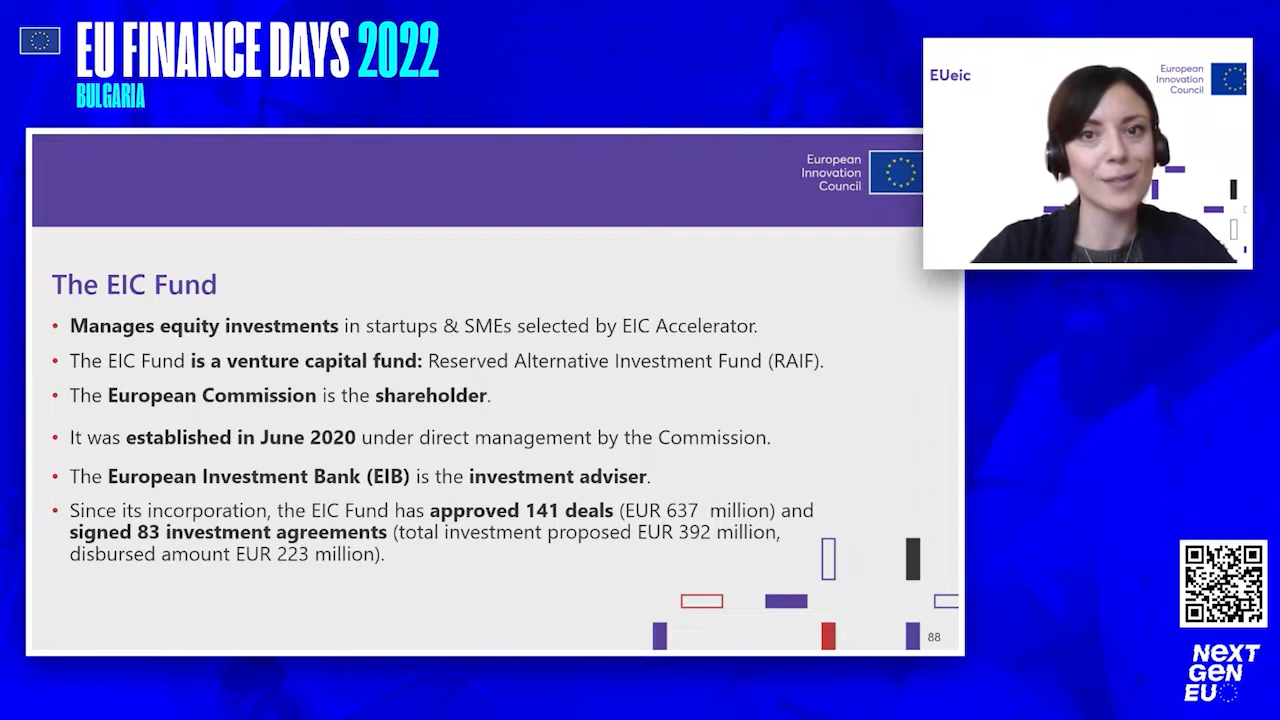 EU FINANCE DAYS 2022
BULGARIA
EUeic
European
Innovation
Council
European
Innovation
Council
The EIC Fund
• Manages equity investments in startups & SMEs selected by EIC Accelerator.
• The EIC Fund is a venture capital fund: Reserved Alternative Investment Fund (RAIF).
• The European Commission is the shareholder.
• It was established in June 2020 under direct management by the Commission.
• The European Investment Bank (EIB) is the investment adviser.
• Since its incorporation, the EIC Fund has approved 141 deals (EUR 637 million) and
signed 83 investment agreements (total investment proposed EUR 392 million,
disbursed amount EUR 223 million).
88
NEXT
GEN
EU